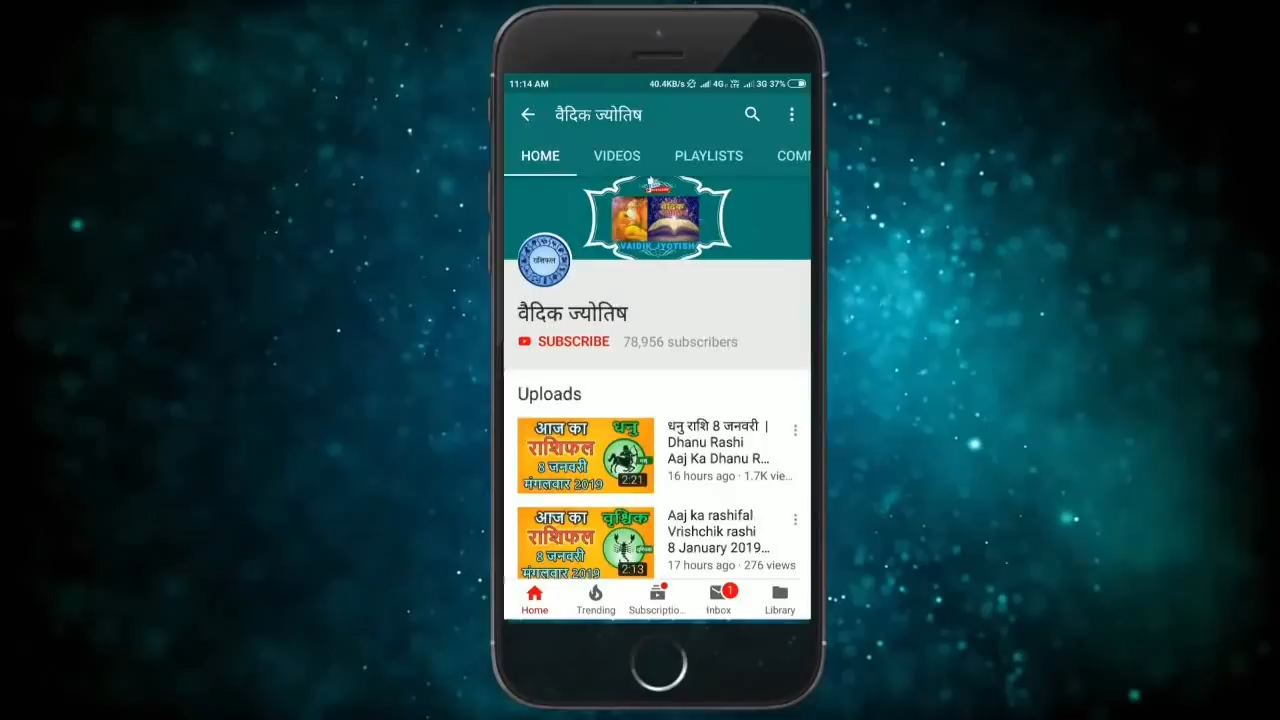 11:14 AM
40.4KB/s 4G 3G 37%
वैदिक ज्योतिष
HOME VIDEOS PLAYLISTS COMM
वैदिक
VAIDIK JYOTISH
राशिफल
वैदिक ज्योतिष
SUBSCRIBE 78,956 subscribers
Uploads
आज का धनु
राशिफल
8 जनवरी
मंगलवार 2019
2:21
धनु राशि 8 जनवरी |
Dhanu Rashi
Aaj Ka Dhanu R...
16 hours ago · 1.7K vie...
आज का वृश्चिक
राशिफल
8 जनवरी
मंगलवार 2019
2:13
Aaj ka rashifal
Vrishchik rashi
8 January 2019...
17 hours ago · 276 views
1
Home Trending Subscriptio... Inbox Library